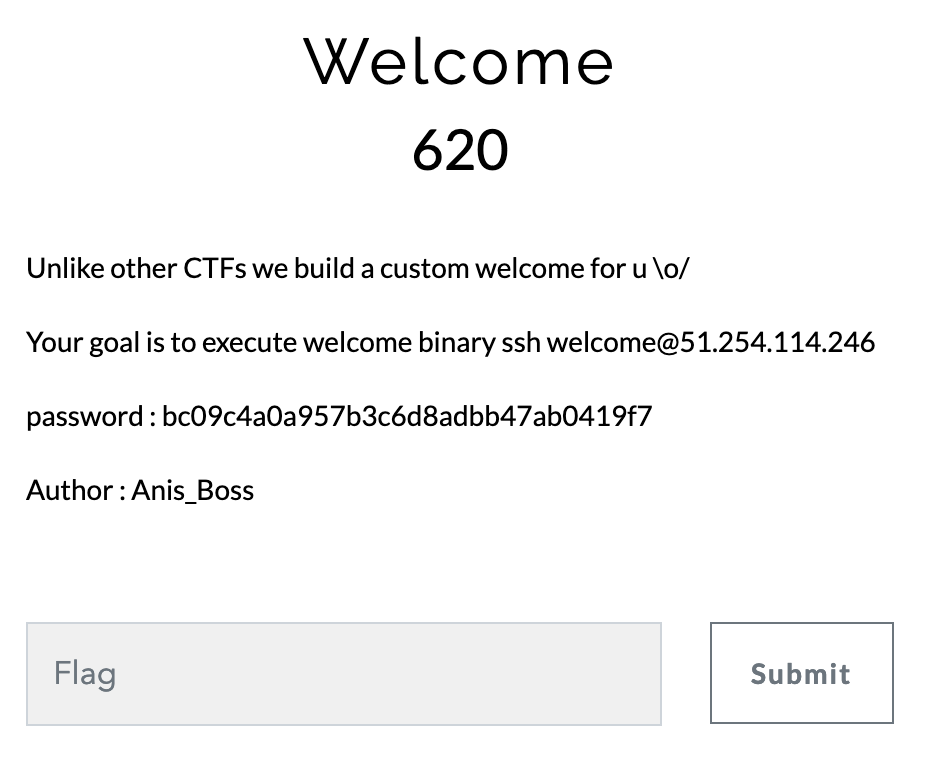 Welcome
620
Unlike other CTFs we build a custom welcome for u \o/
Your goal is to execute welcome binary ssh welcome@51.254.114.246
password : bc09c4a0a957b3c6d8adbb47ab0419f7
Author : Anis_Boss
Flag
Submit